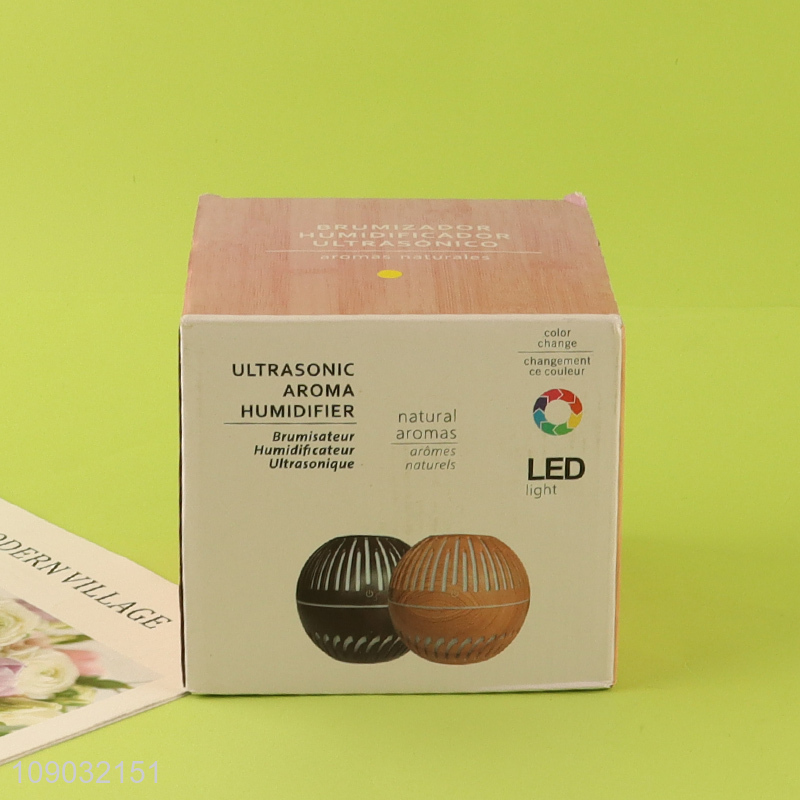 BRUMIZADOR
HUMIDIFICADOR
ULTRASÓNICO
aromas naturales
ULTRASONIC
AROMA
HUMIDIFIER
Brumisateur
Humidificateur
Ultrasonique
natural
aromas
arômes
naturels
color
change
changement
ce couleur
LED
light
ODERN VILLAGE
109032151